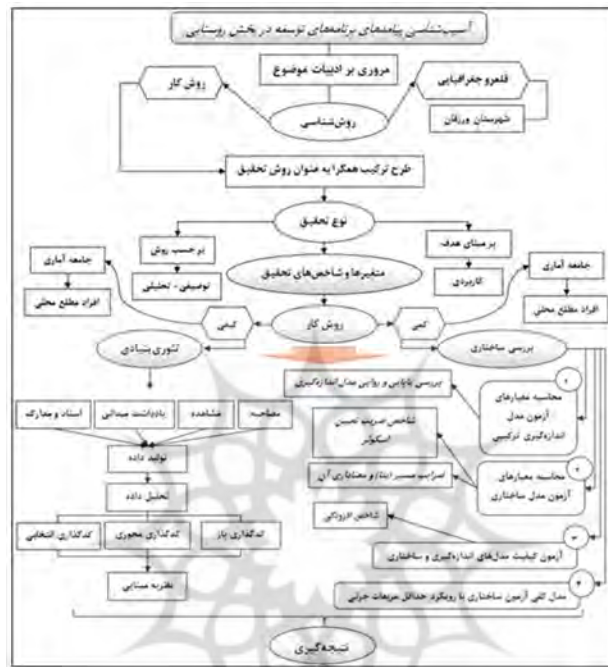 آسیب‌شناسی پیامدهای برنامه‌های توسعه در بخش روستایی
مروری بر ادبیات موضوع
قلمرو جغرافیایی
روش کار
شهرستان ورزقان
روش‌شناسی
طرح ترکیب همگرا به عنوان روش تحقیق
نوع تحقیق
بر مبنای هدف
بر حسب روش
جامعه آماری
جامعه آماری
کاربردی
توصیفی - تحلیلی
متغیرها و شاخص‌های تحقیق
افراد مطلع محلی
افراد مطلع محلی
کمی
کیفی
روش کار
بررسی ساختاری
تئوری بنیادی
۱
محاسبه معیارهای
آزمون مدل
اندازه‌گیری ترکیبی
بررسی پایایی و روایی مدل اندازه‌گیری
مصاحبه
مشاهده
یادداشت میدانی
اسناد و مدارک
شاخص ضریب تعیین
اسکوئر
۲
محاسبه معیارهای
آزمون مدل ساختاری
ضرایب مسیر (بتا) و معناداری آن
تولید داده
تحلیل داده
شاخص افزونگی
کدگذاری باز
کدگذاری محوری
کدگذاری انتخابی
۳
آزمون کیفیت مدل‌های اندازه‌گیری و ساختاری
نظریه مبنایی
۴
مدل کلی آزمون ساختاری با رویکرد حداقل مربعات جزئی
نتیجه‌گیری